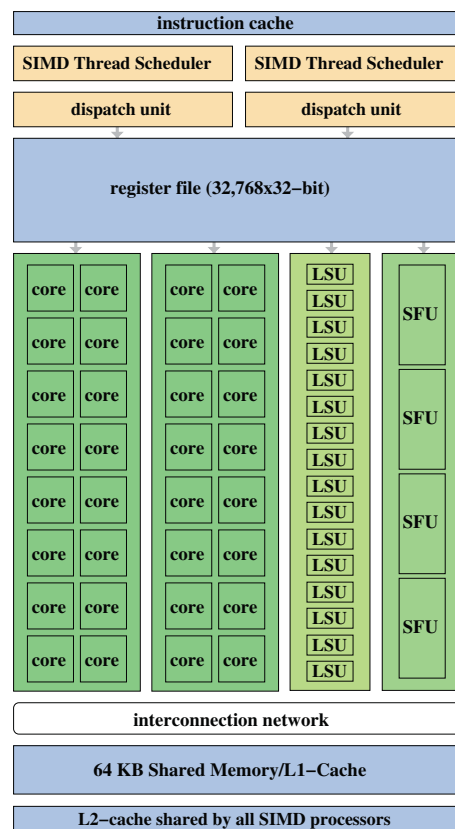 instruction cache
SIMD Thread Scheduler SIMD Thread Scheduler
dispatch unit dispatch unit
register file (32,768x32−bit)
core core core core LSU
LSU
SFU
core core core core LSU
LSU
core core core core LSU
LSU
SFU
core core core core LSU
LSU
core core core core LSU
LSU
SFU
core core core core LSU
LSU
core core core core LSU
LSU
SFU
core core core core LSU
LSU
interconnection network
64 KB Shared Memory/L1−Cache
L2−cache shared by all SIMD processors